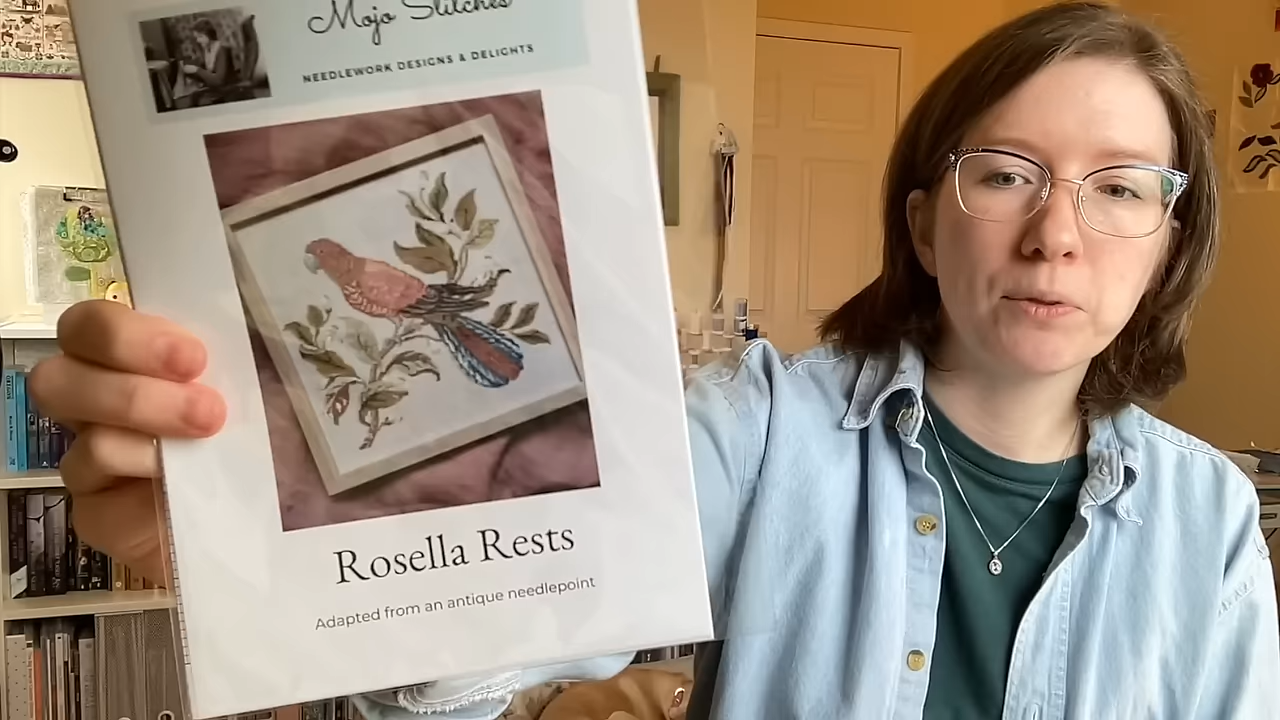 Mojo Stitches
NEEDLEWORK DESIGNS & DELIGHTS
Rosella Rests
Adapted from an antique needlepoint